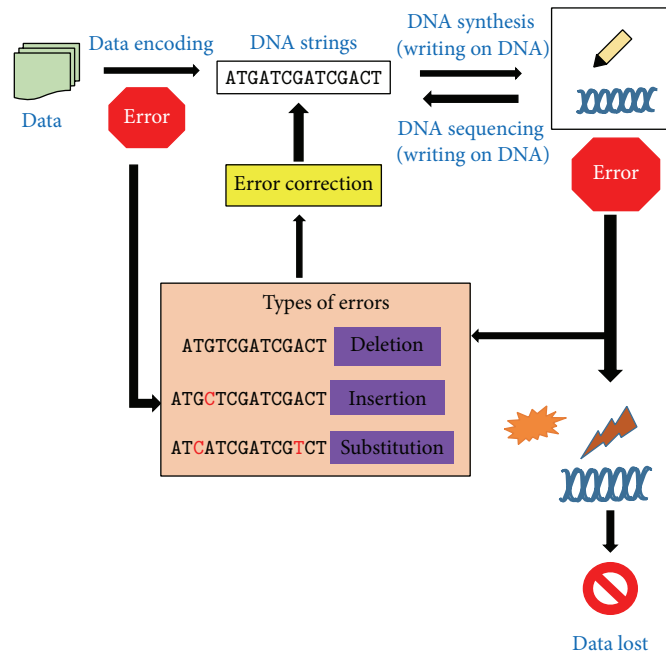 Data encoding
DNA strings
DNA synthesis
(writing on DNA)
ATGATCGATCGACT
Data
Error
DNA sequencing
(writing on DNA)
Error correction
Error
Types of errors
ATGTCGATCGACT Deletion
ATGCTCGATCGACT Insertion
ATCATCGATCGTCT Substitution
Data lost